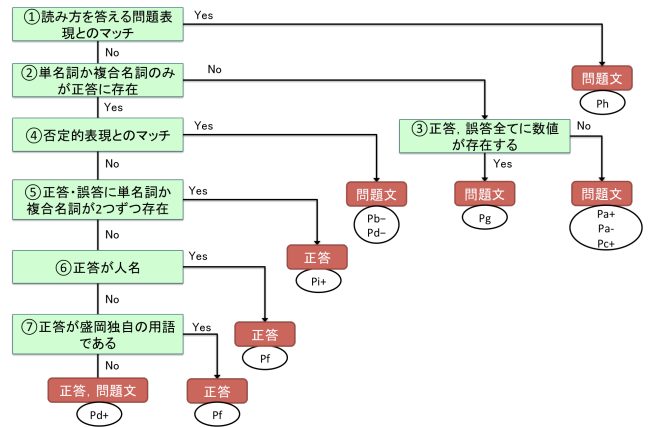 ①読み方を答える問題表
現とのマッチ
Yes
No
②単名詞か複合名詞のみ
が正答に存在
No
問題文
Ph
Yes
③正答，誤答全てに数値
が存在する
No
Yes
④否定的表現とのマッチ
Yes
No
問題文
Pb−
Pd−
問題文
Pg
問題文
Pa+
Pa-
Pc+
⑤正答・誤答に単名詞か
複合名詞が2つずつ存在
Yes
No
正答
Pi+
⑥正答が人名
Yes
No
正答
Pf
⑦正答が盛岡独自の用語
である
Yes
No
正答，問題文
Pd+
正答
Pf